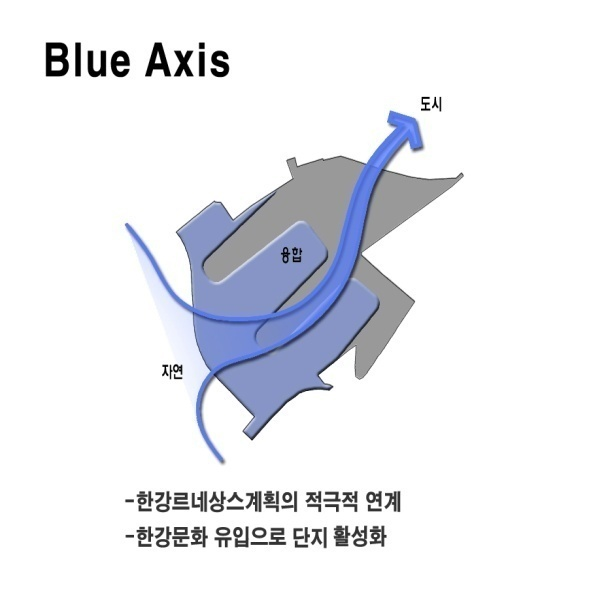 Blue Axis
도시
융합
자연
-한강르네상스계획의 적극적 연계
-한강문화 유입으로 단지 활성화